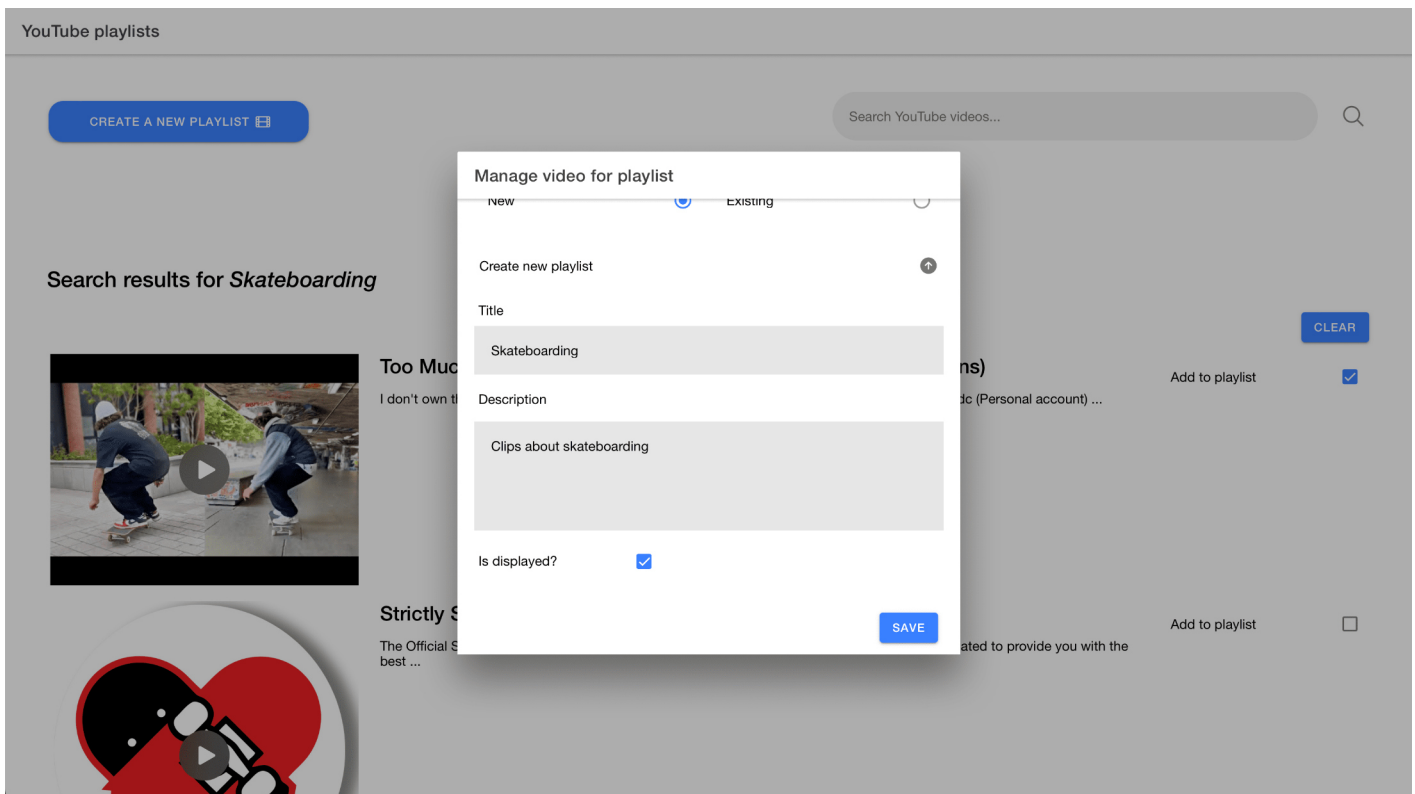 YouTube playlists
CREATE A NEW PLAYLIST
Search YouTube videos...
Manage video for playlist
New
Existing
Create new playlist
Title
Skateboarding
Description
Clips about skateboarding
Is displayed?
SAVE
Search results for Skateboarding
CLEAR
Too Muc
ns)
I don't own
dc (Personal account) ...
Add to playlist
Strictly
The Official
ated to provide you with the
best ...
Add to playlist